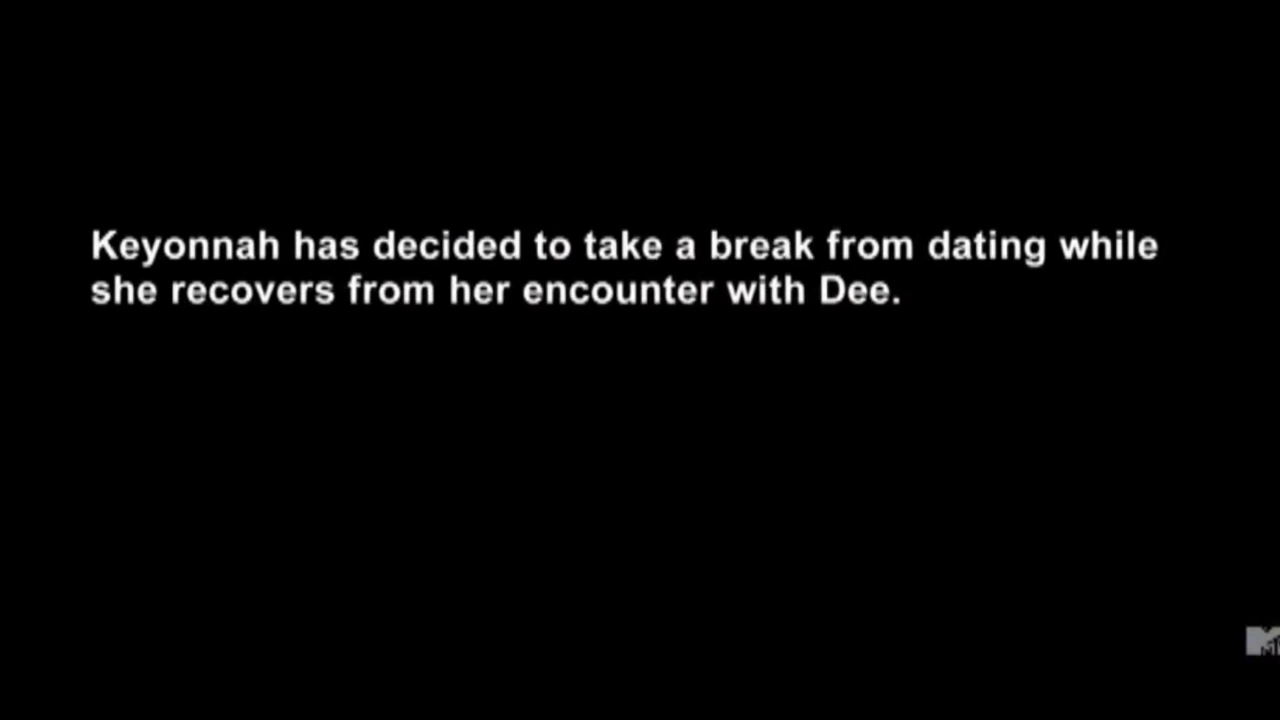 Keyonnah has decided to take a break from dating while
she recovers from her encounter with Dee.
M